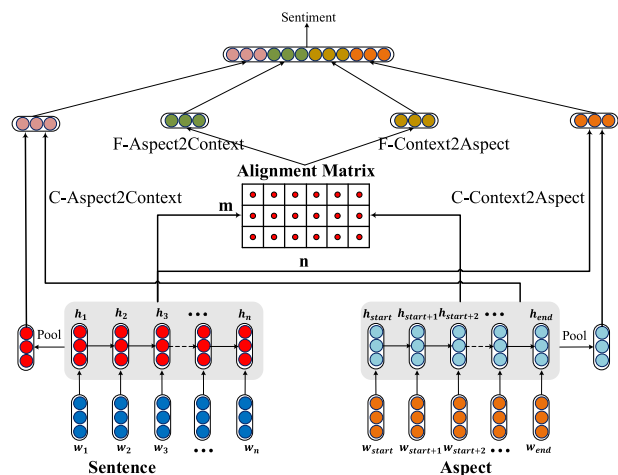 Sentiment
F-Aspect2Context F-Context2Aspect
Alignment Matrix
C-Aspect2Context C-Context2Aspect
m
n
h1 h2 h3 ••• hn hstart hstart+1 hstart+2 ••• hend
Pool Pool
w1 w2 w3 ••• wn wstart wstart+1 wstart+2 ••• wend
Sentence Aspect